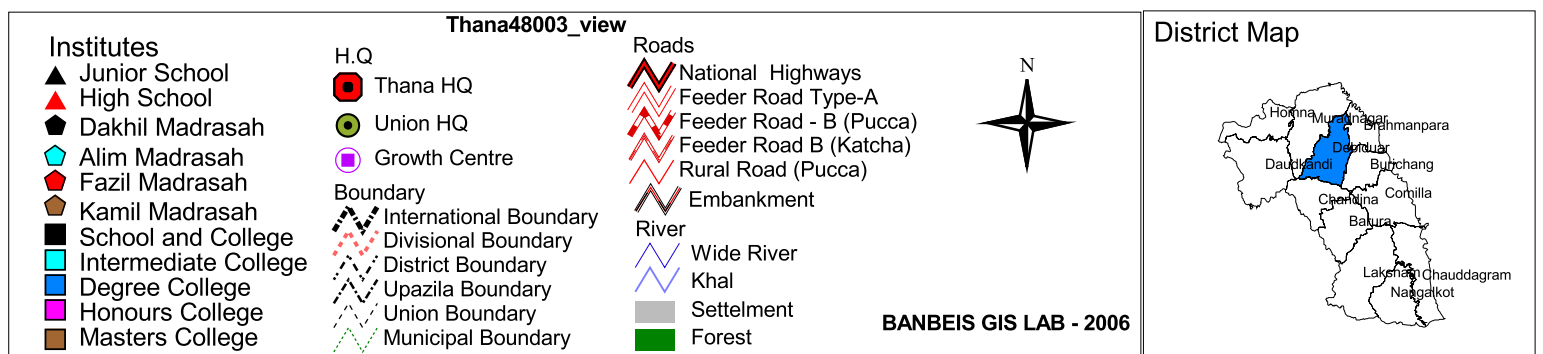 Thana48003_view
Institutes
Junior School
High School
Dakhil Madrasah
Alim Madrasah
Fazil Madrasah
Kamil Madrasah
School and College
Intermediate College
Degree College
Honours College
Masters College
H.Q
Thana HQ
Union HQ
Growth Centre
Boundary
International Boundary
Divisional Boundary
District Boundary
Upazila Boundary
Union Boundary
Municipal Boundary
Roads
National Highways
Feeder Road Type-A
Feeder Road - B (Pucca)
Feeder Road B (Katcha)
Rural Road (Pucca)
Embankment
River
Wide River
Khal
Settelment
Forest
N
BANBEIS GIS LAB - 2006
District Map
Homna
Muradnagar
Brahmanpara
Debidwar
Daudkandi
Burichang
Comilla
Chandina
Barura
Laksham
Chauddagram
Nangalkot